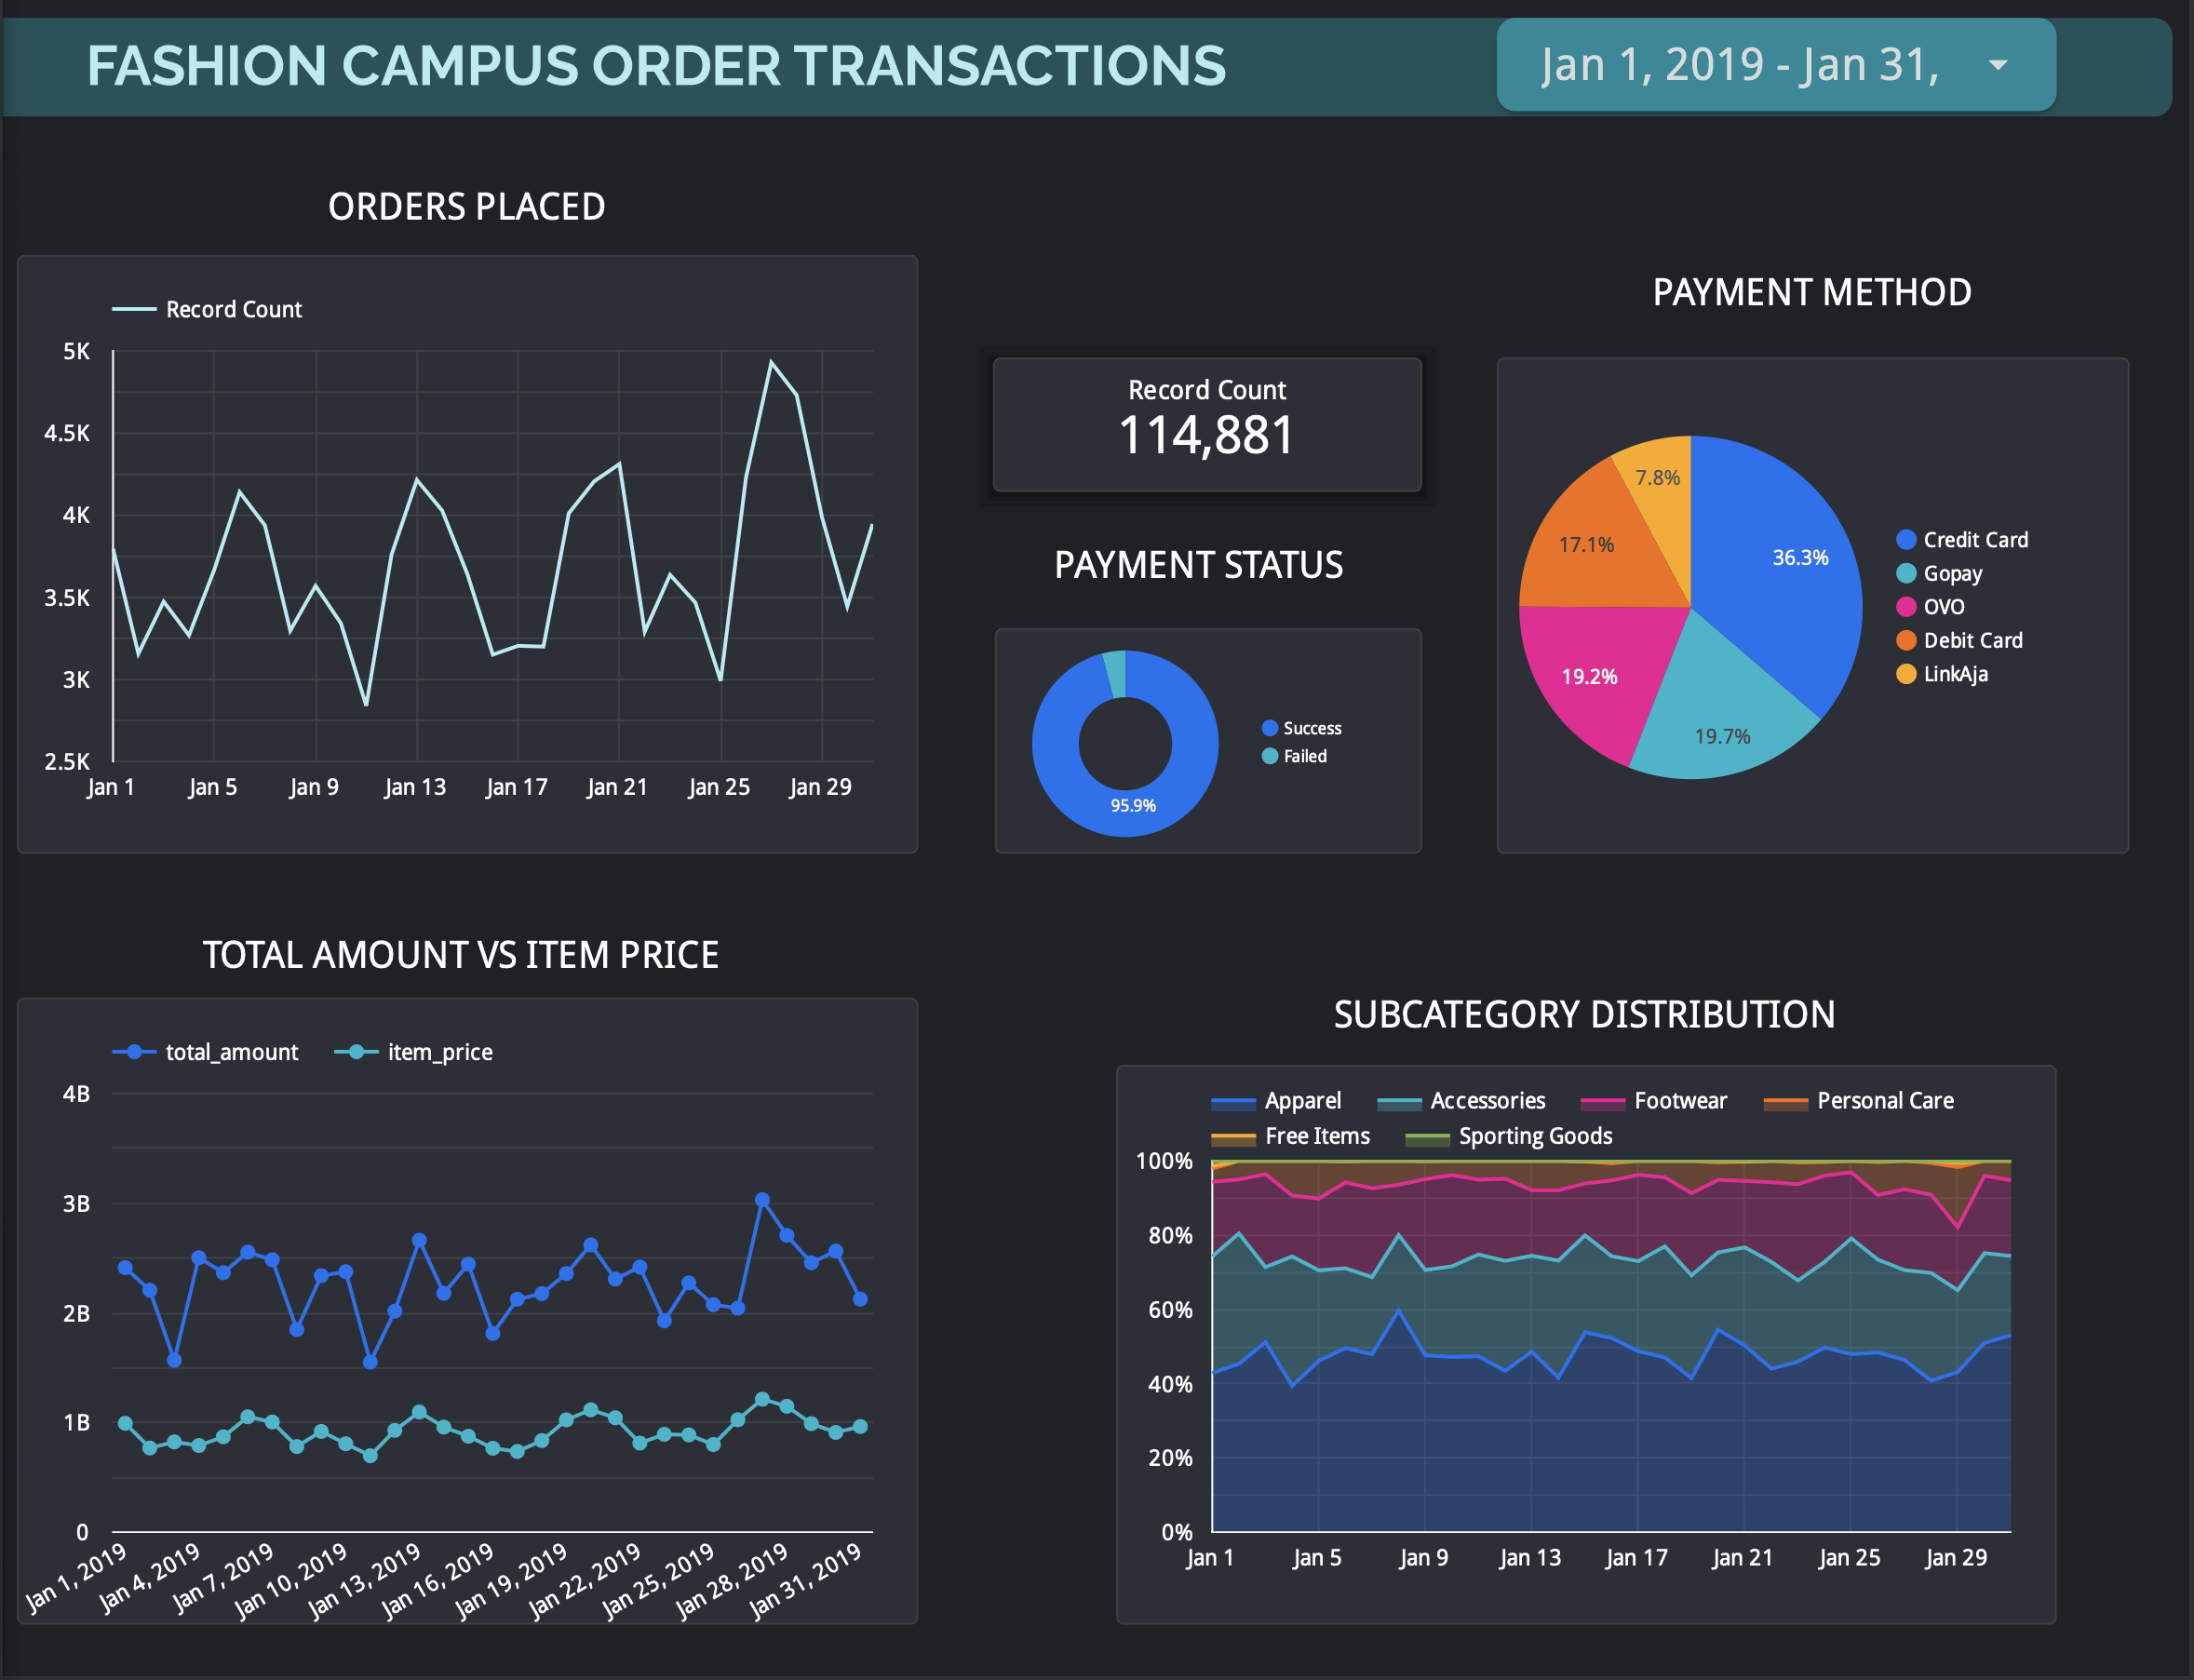 FASHION CAMPUS ORDER TRANSACTIONS
Jan 1, 2019 - Jan 31,
ORDERS PLACED
Record Count
5K
4.5K
4K
3.5K
3K
2.5K
Jan 1 Jan 5 Jan 9 Jan 13 Jan 17 Jan 21 Jan 25 Jan 29
Record Count
114,881
PAYMENT STATUS
95.9%
Success
Failed
PAYMENT METHOD
7.8%
36.3%
17.1%
19.2%
19.7%
Credit Card
Gopay
OVO
Debit Card
LinkAja
TOTAL AMOUNT VS ITEM PRICE
total_amount item_price
4B
3B
2B
1B
0
Jan 1, 2019 Jan 4, 2019 Jan 7, 2019 Jan 10, 2019 Jan 13, 2019 Jan 16, 2019 Jan 19, 2019 Jan 22, 2019 Jan 25, 2019 Jan 28, 2019 Jan 31, 2019
SUBCATEGORY DISTRIBUTION
Apparel Accessories Footwear Personal Care
Free Items Sporting Goods
100%
80%
60%
40%
20%
0%
Jan 1 Jan 5 Jan 9 Jan 13 Jan 17 Jan 21 Jan 25 Jan 29